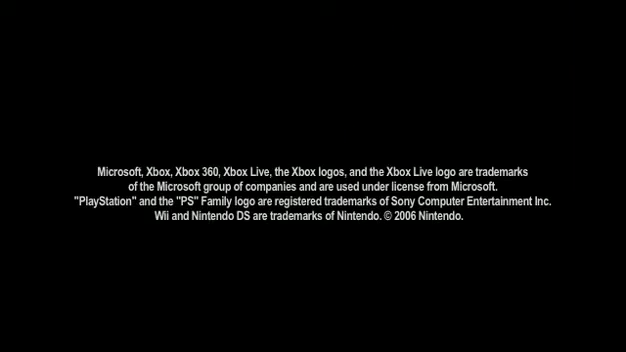 Microsoft, Xbox, Xbox 360, Xbox Live, the Xbox logos, and the Xbox Live logo are trademarks
of the Microsoft group of companies and are used under license from Microsoft.
"PlayStation" and the "PS" Family logo are registered trademarks of Sony Computer Entertainment Inc.
Wii and Nintendo DS are trademarks of Nintendo. © 2006 Nintendo.